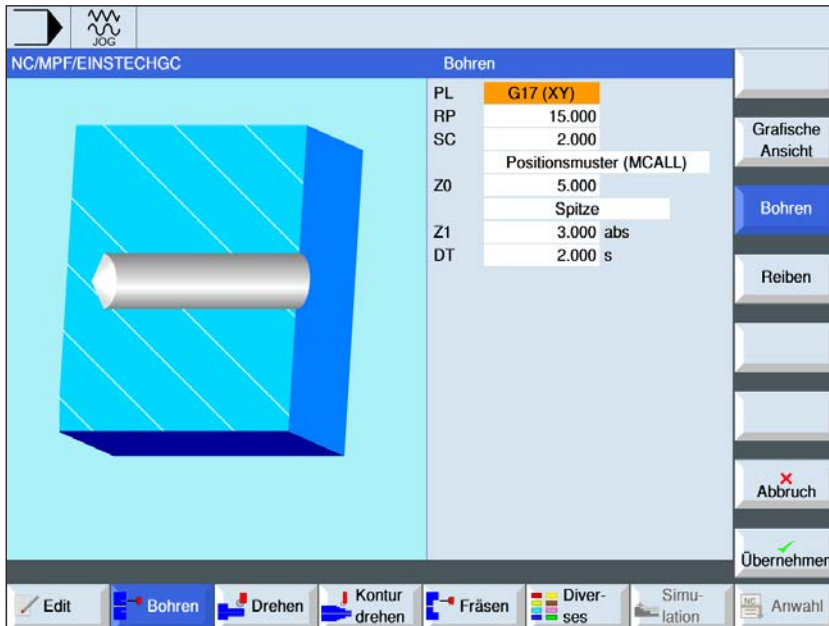 JOG
NC/MPF/EINSTECHGC
Bohren
PL G17 (XY)
RP 15.000
SC 2.000
Positionsmuster (MCALL)
Z0 5.000
Spitze
Z1 3.000 abs
DT 2.000 s
Grafische
Ansicht
Bohren
Reiben
Abbruch
Übernehmen
Edit
Bohren
Drehen
Kontur
drehen
Fräsen
Diver-
ses
Simu-
lation
NC
Anwahl